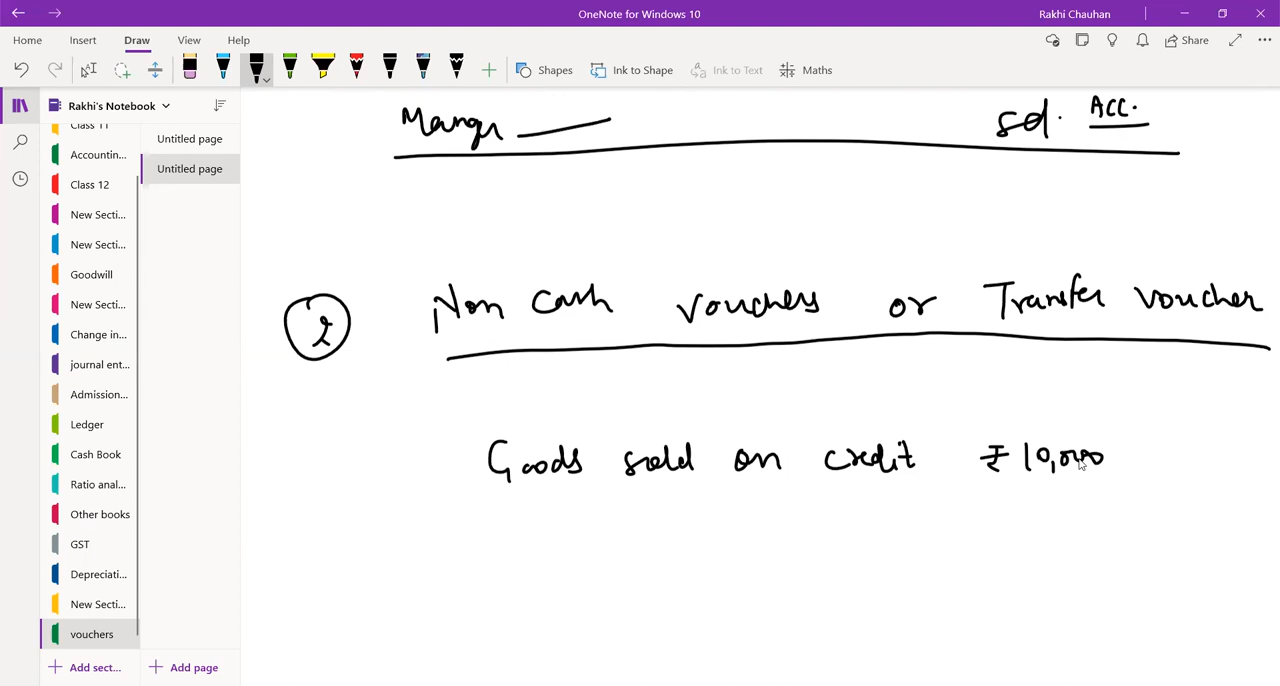 OneNote for Windows 10
Rakhi Chauhan
Home Insert Draw View Help
Share
Shapes Ink to Shape Ink to Text Maths
Rakhi's Notebook
Class 11
Accountin...
Class 12
New Secti...
New Secti...
Goodwill
New Secti...
Change in...
journal ent...
Admission...
Ledger
Cash Book
Ratio anal...
Other books
GST
Depreciati...
New Secti...
vouchers
Add sect...
Untitled page
Untitled page
Add page
sd. Acc.
2 Non Cash vouchers or Transfer voucher
Goods sold on credit ₹10,000